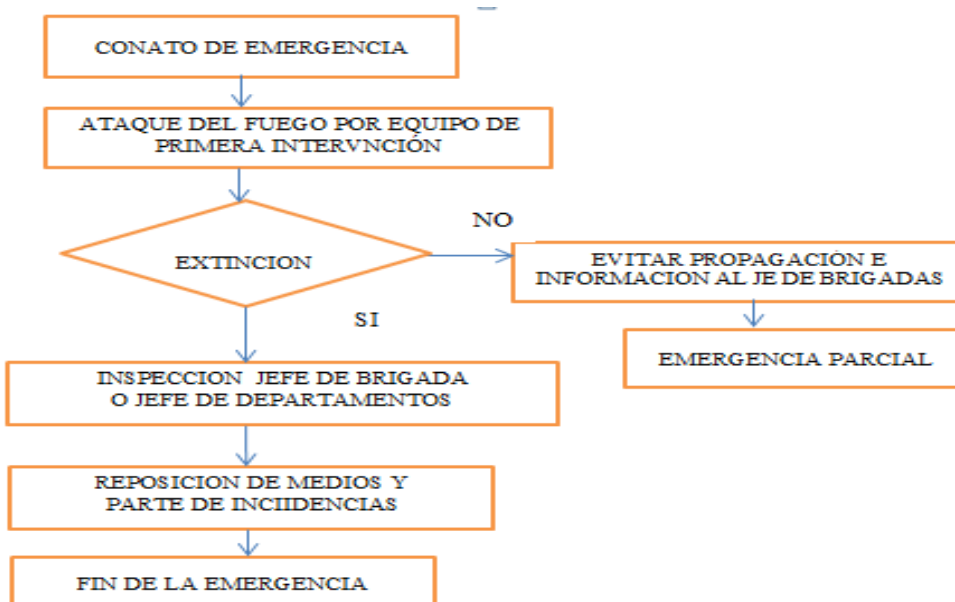 CONATO DE EMERGENCIA
ATAQUE DEL FUEGO POR EQUIPO DE
PRIMERA INTERVNCIÓN
EXTINCION
NO
EVITAR PROPAGACIÓN E
INFORMACION AL JE DE BRIGADAS
EMERGENCIA PARCIAL
SI
INSPECCION JEFE DE BRIGADA
O JEFE DE DEPARTAMENTOS
REPOSICION DE MEDIOS Y
PARTE DE INCIIDENCIAS
FIN DE LA EMERGENCIA